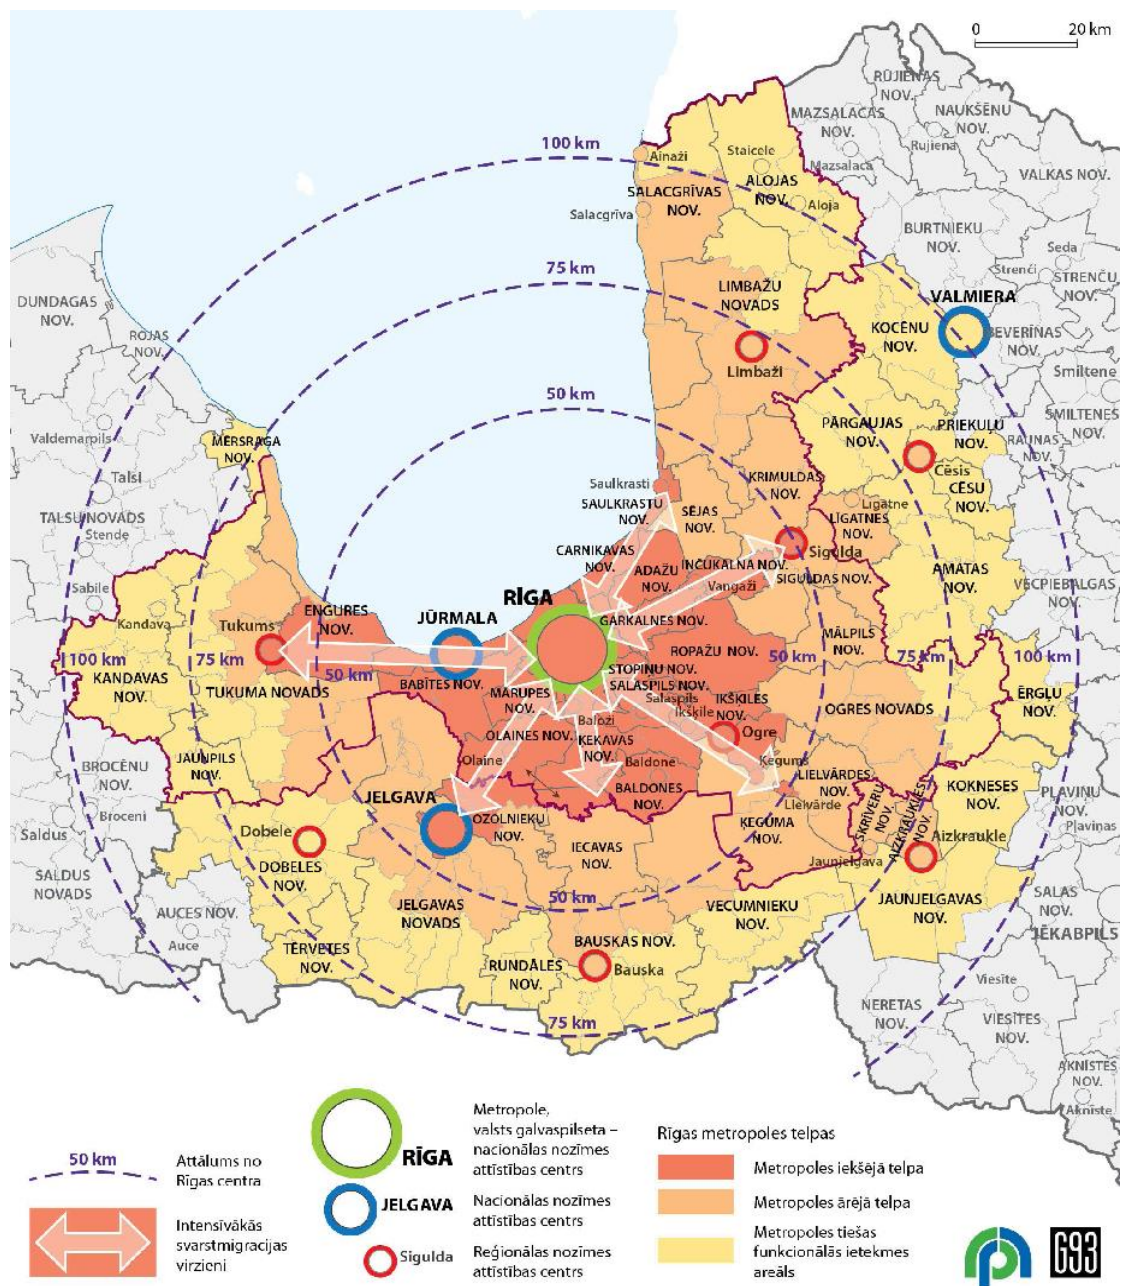 0 20 km
RŪJIENAS
NOV.
MAZSALACAS
NOV.
NAUKŠĒNU
NOV.
Rujiena
Mazsalaca
VALKAS NOV.
100 km
Ainaži
Staicele
ALOJAS
NOV.
Aloja
SALACGRĪVAS
NOV.
Salacgrīva
BURTNIEKU
NOV.
Seda
Strenči
STRENČU
NOV.
75 km
LIMBAŽU
NOVADS
VALMIERA
KOCĒNU
NOV.
BEVERĪNAS
NOV.
DUNDAGAS
NOV.
ROJAS
NOV.
Limbaži
Smiltene
SMILTENES
NOV.
50 km
PĀRGAUJAS
NOV.
PRIEKUĻU
NOV.
RAUNAS
NOV.
Valdemarpils
MĒRSRAGA
NOV.
Talsi
TALSU NOVADS
Stende
Cēsis
CĒSU
NOV.
Saulkrasti
SAULKRASTU
NOV.
KRIMULDAS
NOV.
SĒJAS
NOV.
Līgatne
LĪGATNES
NOV.
CARNIKAVAS
NOV.
ĀDAŽU
NOV.
INČUKALNA NOV.
Vangaži
Sigulda
SIGULDAS NOV.
AMATAS
NOV.
VECPIEBALGAS
NOV.
Sabile
Kandava
ENGURES
NOV.
JŪRMALA
RĪGA
GARKALNES NOV.
Tukums
MĀLPILS
NOV.
ROPAŽU NOV.
100 km
75 km
50 km
50 km
75 km
100 km
KANDAVAS
NOV.
TUKUMA NOVADS
BABĪTES NOV.
MĀRUPES
NOV.
STOPIŅU NOV.
SALASPILS NOV.
Salaspils
Ikšķile
IKŠĶILES
NOV.
ĒRGĻU
NOV.
OGRES NOVADS
Baloži
OLAINES NOV.
ĶEKAVAS
NOV.
Ogre
Olaine
Baldone
Ķegums
JAUNPILS
NOV.
BROCĒNU
NOV.
Broceni
Saldus
SALDUS
NOVADS
BALDONES
NOV.
LIELVĀRDES
NOV.
Lielvārde
KOKNESES
NOV.
PĻAVIŅU
NOV.
Pļavinas
JELGAVA
OZOLNIEKU
NOV.
ĶEGUMA
NOV.
SKRĪVERU
NOV.
AIZKRAUKLES
NOV.
Aizkraukle
Jaunjelgava
Dobele
DOBELES
NOV.
IECAVAS
NOV.
JAUNJELGAVAS
NOV.
SALAS
NOV.
JĒKABPILS
AUCES NOV.
Auce
JELGAVAS
NOVADS
50 km
VECUMNIEKU
NOV.
TĒRVETES
NOV.
RUNDĀLES
NOV.
BAUSKAS NOV.
Bauska
75 km
NERETAS
NOV.
Viesīte
VIESĪTES
NOV.
AKNĪSTES
NOV.
Akniste
50 km
Attālums no
Rīgas centra
Intensīvākās
svarstmigracijas
virzieni
RĪGA
Metropole,
valsts galvaspilseta –
nacionālas nozīmes
attīstības centrs
JELGAVA
Nacionālas nozīmes
attīstības centrs
Sigulda
Reģionālas nozīmes
attīstības centrs
Rīgas metropoles telpas
Metropoles iekšējā telpa
Metropoles ārējā telpa
Metropoles tiešas
funkcionālās ietekmes
areāls
G93